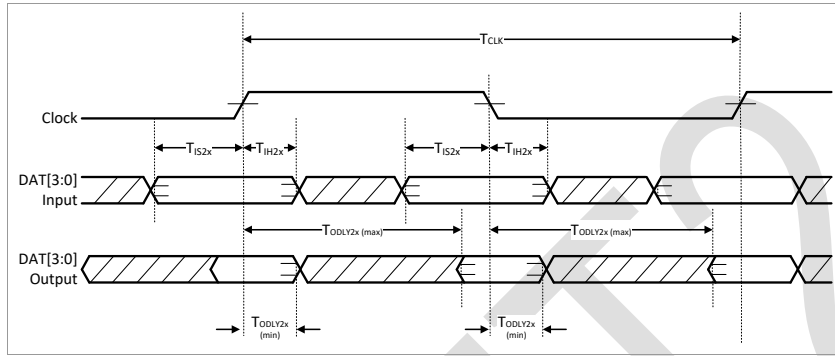 TCLK
Clock
TIS2x TIH2x TIS2x TIH2x
DAT[3:0]
Input
TODLY2x (max) TODLY2x (max)
DAT[3:0]
Output
TODLY2x TODLY2x
(min) (min)